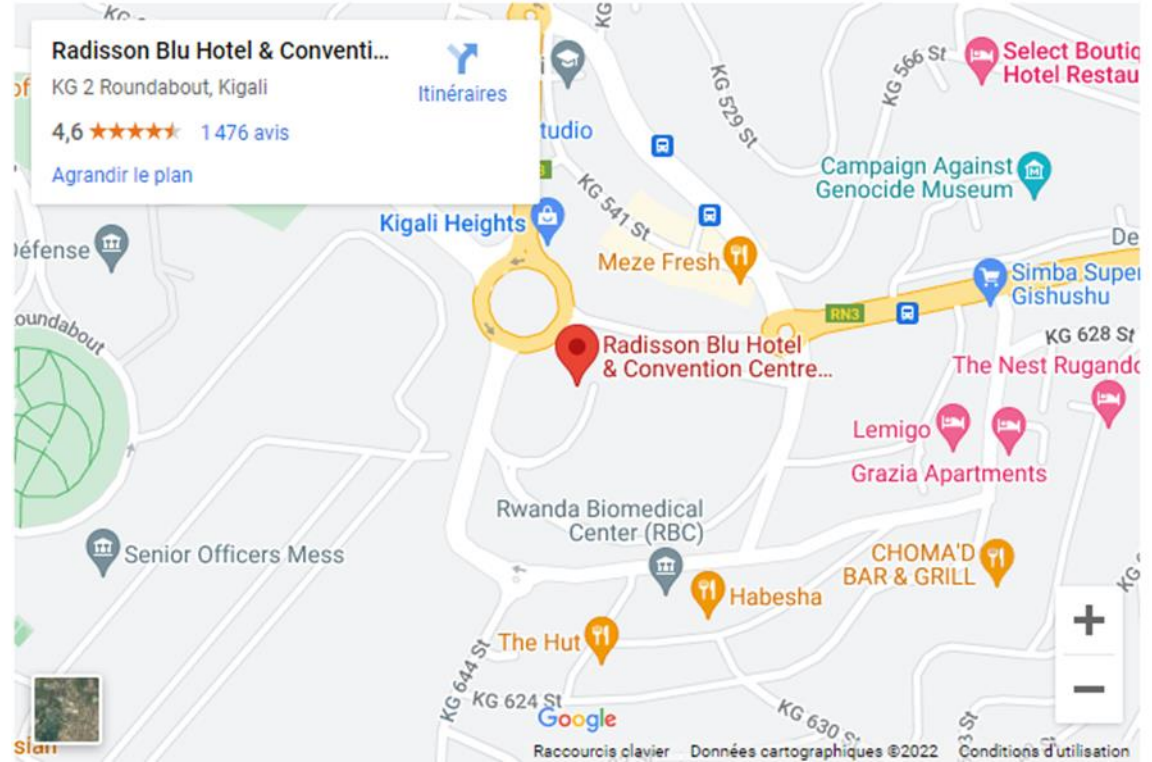 Radisson Blu Hotel & Conventi...
KG 2 Roundabout, Kigali
4,6
1 476 avis
Itinéraires
Agrandir le plan
KG
KG 566 St
Select Boutiq
Hotel Restau
KG 529 St
tudio
Campaign Against
Genocide Museum
KG 541 St
Kigali Heights
Défense
Meze Fresh
De
Simba Super
Gishushu
RN3
oundabout
KG 628 St
Radisson Blu Hotel
& Convention Centre...
The Nest Rugando
Lemigo
Grazia Apartments
Rwanda Biomedical
Center (RBC)
Senior Officers Mess
CHOMA'D
BAR & GRILL
Habesha
The Hut
KG 644 St
KG 624 St
KG 630 St
Google
Raccourcis clavier
Données cartographiques ©2022
Conditions d'utilisation